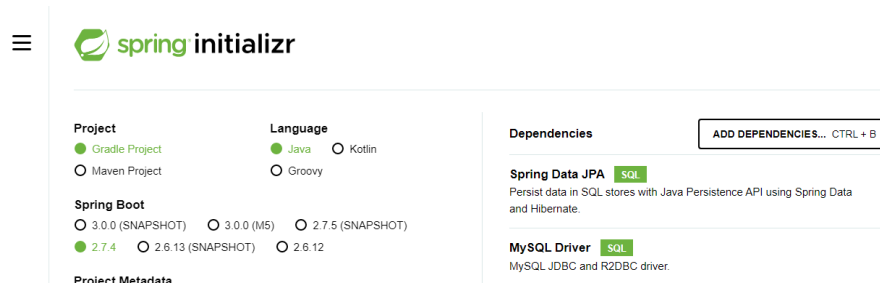 spring initializr
Project
Gradle Project
Maven Project
Language
Java Kotlin
Groovy
Spring Boot
3.0.0 (SNAPSHOT) 3.0.0 (M5) 2.7.5 (SNAPSHOT)
2.7.4 2.6.13 (SNAPSHOT) 2.6.12
Project Metadata
Dependencies ADD DEPENDENCIES... CTRL + B
Spring Data JPA SQL
Persist data in SQL stores with Java Persistence API using Spring Data
and Hibernate.
MySQL Driver SQL
MySQL JDBC and R2DBC driver.